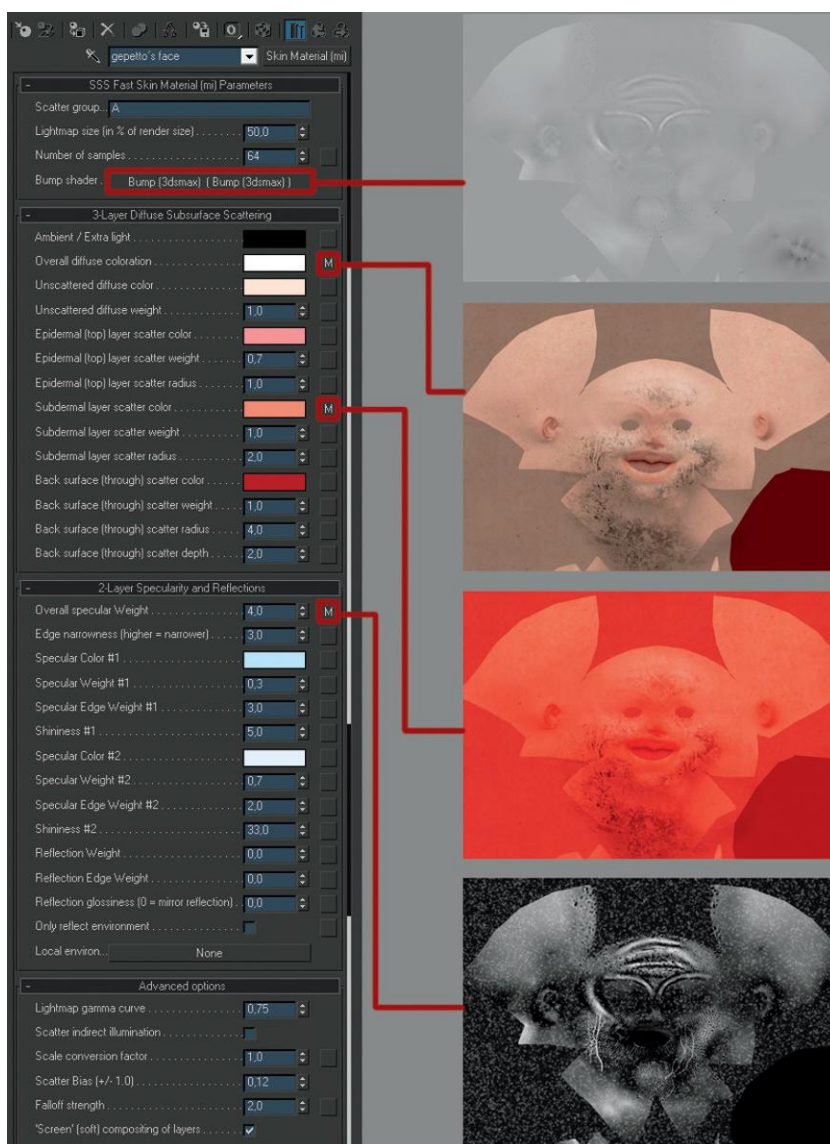 gepetto's face Skin Material (mi)
- SSS Fast Skin Material (mi) Parameters
Scatter group... A
Lightmap size (in % of render size) . . . . . . . 50,0
Number of samples . . . . . . . . . . . . . . . . . . 64
Bump shader . Bump (3dsmax) ( Bump (3dsmax) )
- 3-Layer Diffuse Subsurface Scattering
Ambient / Extra light . . . . . . . . . . . . . . . . .
Overall diffuse coloration . . . . . . . . . . . . . . M
Unscattered diffuse color . . . . . . . . . . . . . .
Unscattered diffuse weight . . . . . . . . . . . . . 1,0
Epidermal (top) layer scatter color . . . . . . . .
Epidermal (top) layer scatter weight . . . . . . . 0,7
Epidermal (top) layer scatter radius . . . . . . . 1,0
Subdermal layer scatter color . . . . . . . . . . . M
Subdermal layer scatter weight . . . . . . . . . . 1,0
Subdermal layer scatter radius . . . . . . . . . . 2,0
Back surface (through) scatter color . . . . . . .
Back surface (through) scatter weight . . . . . 1,0
Back surface (through) scatter radius . . . . . . 4,0
Back surface (through) scatter depth . . . . . . 2,0
- 2-Layer Specularity and Reflections
Overall specular Weight . . . . . . . . . . . . . . . 4,0 M
Edge narrowness (higher = narrower) . . . . . 3,0
Specular Color #1 . . . . . . . . . . . . . . . . . . .
Specular Weight #1 . . . . . . . . . . . . . . . . . 0,3
Specular Edge Weight #1 . . . . . . . . . . . . . 3,0
Shininess #1 . . . . . . . . . . . . . . . . . . . . . . 5,0
Specular Color #2 . . . . . . . . . . . . . . . . . . .
Specular Weight #2 . . . . . . . . . . . . . . . . . 0,7
Specular Edge Weight #2 . . . . . . . . . . . . . 2,0
Shininess #2 . . . . . . . . . . . . . . . . . . . . . . 33,0
Reflection Weight . . . . . . . . . . . . . . . . . . . 0,0
Reflection Edge Weight . . . . . . . . . . . . . . . 0,0
Reflection glossiness (0 = mirror reflection) . . 0,0
Only reflect environment . . . . . . . . . . . . . .
Local environ... None
- Advanced options
Lightmap gamma curve . . . . . . . . . . . . . . . 0,75
Scatter indirect illumination . . . . . . . . . . . . .
Scale conversion factor . . . . . . . . . . . . . . . 1,0
Scatter Bias (+/- 1.0) . . . . . . . . . . . . . . . . . 0,12
Falloff strength . . . . . . . . . . . . . . . . . . . . . 2,0
'Screen' (soft) compositing of layers . . . . . . .